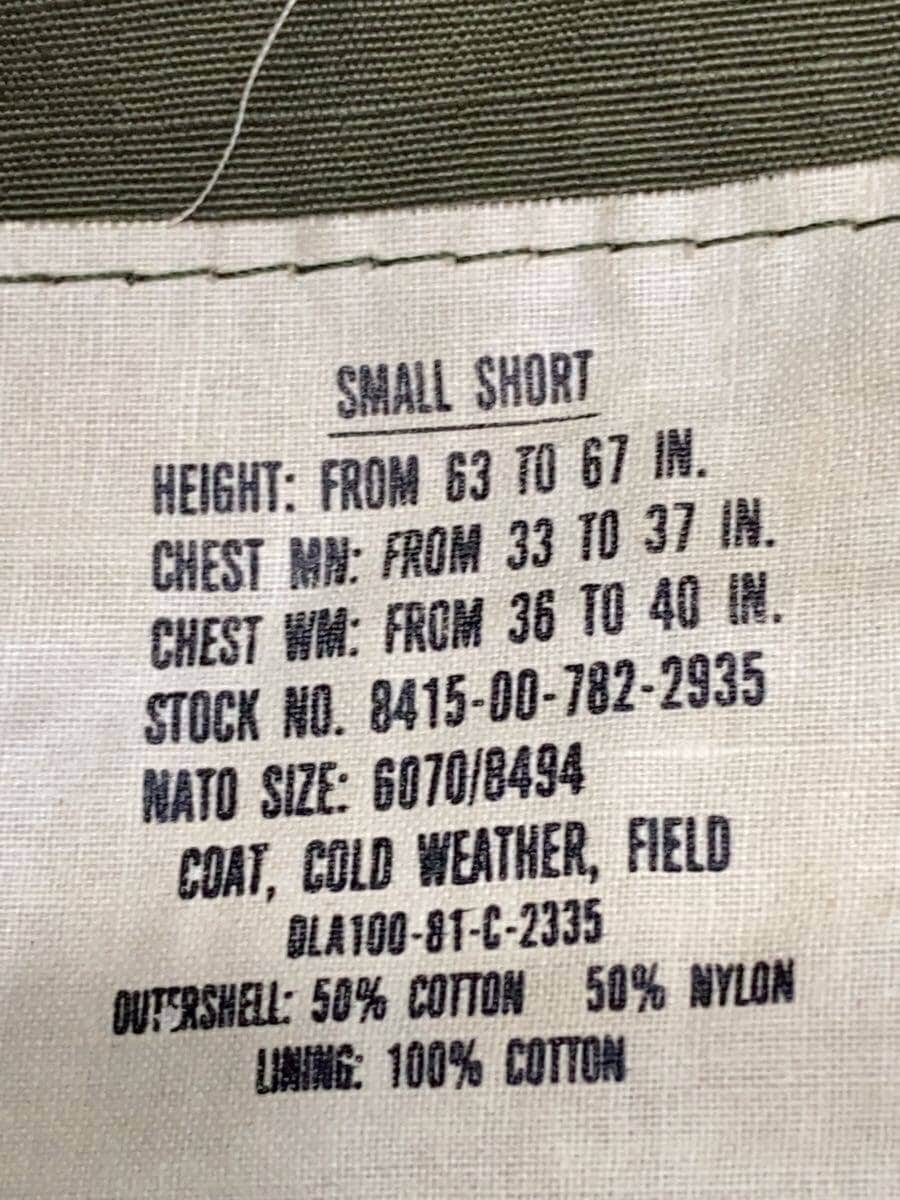 SMALL SHORT
HEIGHT: FROM 63 TO 67 IN.
CHEST MN: FROM 33 TO 37 IN.
CHEST WM: FROM 36 TO 40 IN.
STOCK NO. 8415-00-782-2935
NATO SIZE: 6070/8494
COAT, COLD WEATHER, FIELD
DLA100-81-C-2335
OUTERSHELL: 50% COTTON 50% NYLON
LINING: 100% COTTON